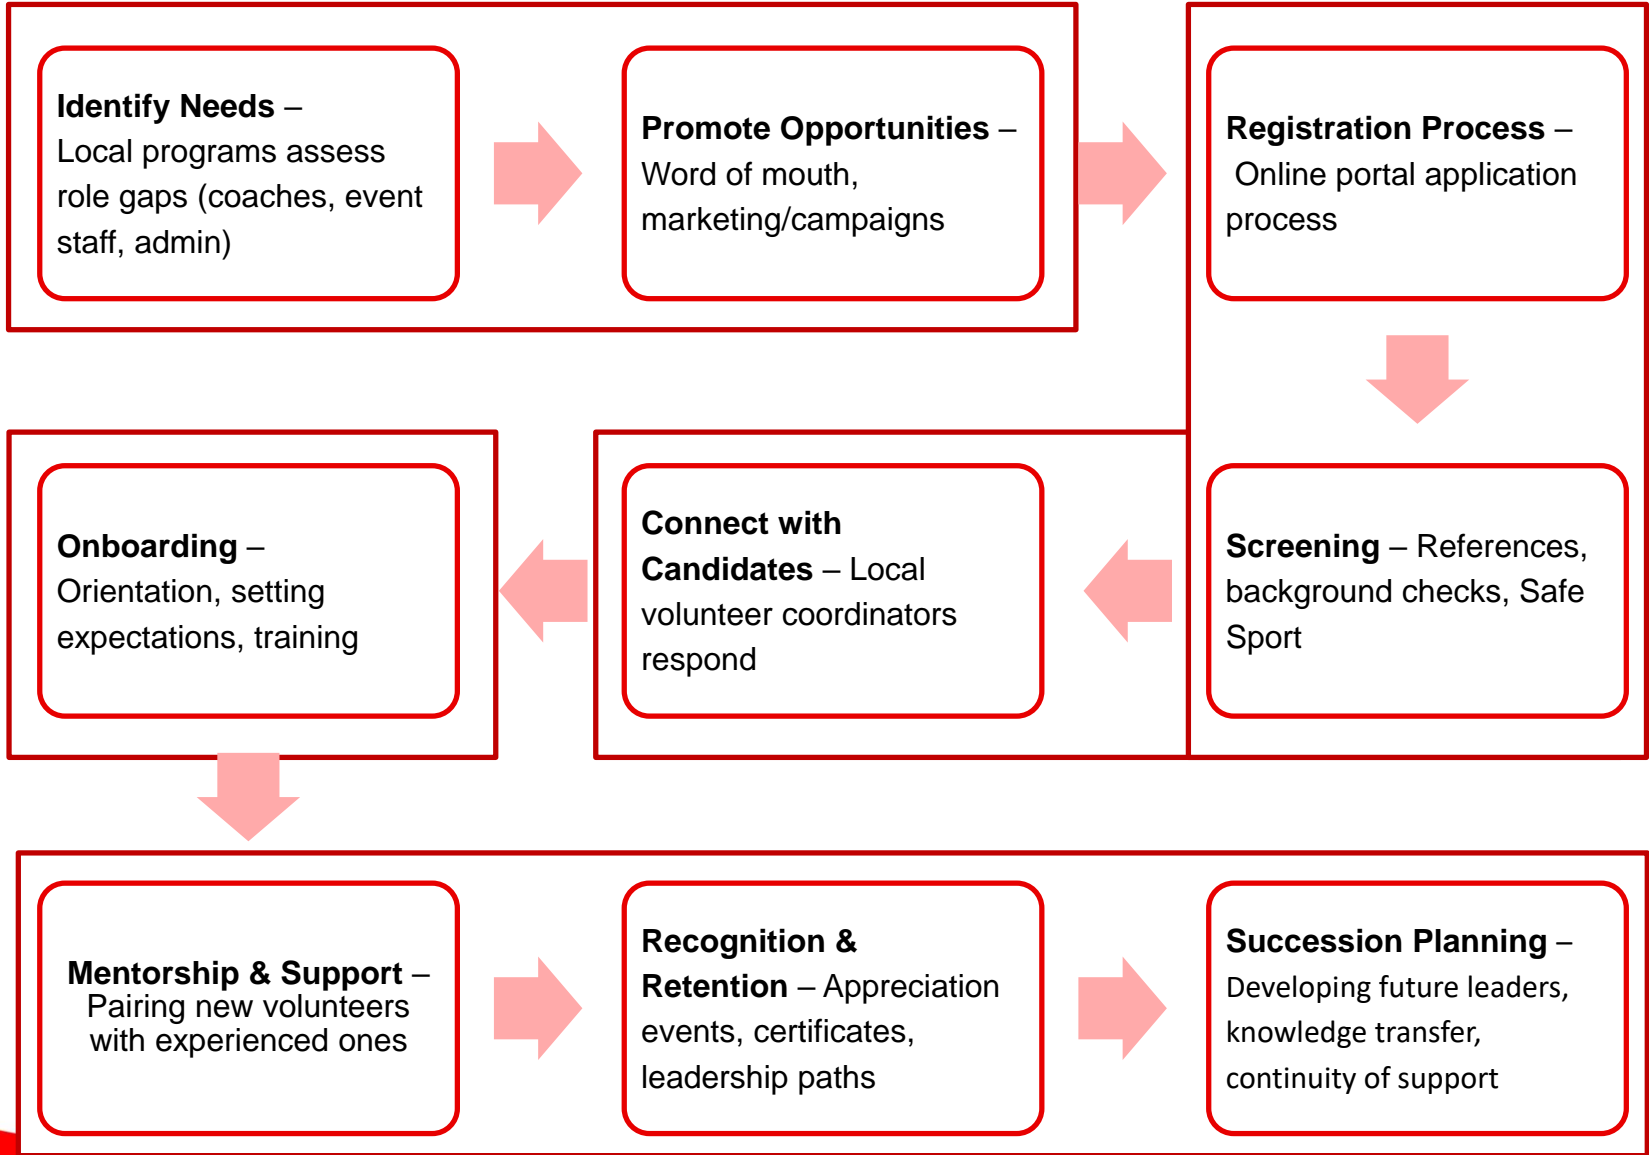 Identify Needs –
Local programs assess
role gaps (coaches, event
staff, admin)
Promote Opportunities –
Word of mouth,
marketing/campaigns
Registration Process –
Online portal application
process
Screening – References,
background checks, Safe
Sport
Connect with
Candidates – Local
volunteer coordinators
respond
Onboarding –
Orientation, setting
expectations, training
Mentorship & Support –
Pairing new volunteers
with experienced ones
Recognition &
Retention – Appreciation
events, certificates,
leadership paths
Succession Planning –
Developing future leaders,
knowledge transfer,
continuity of support